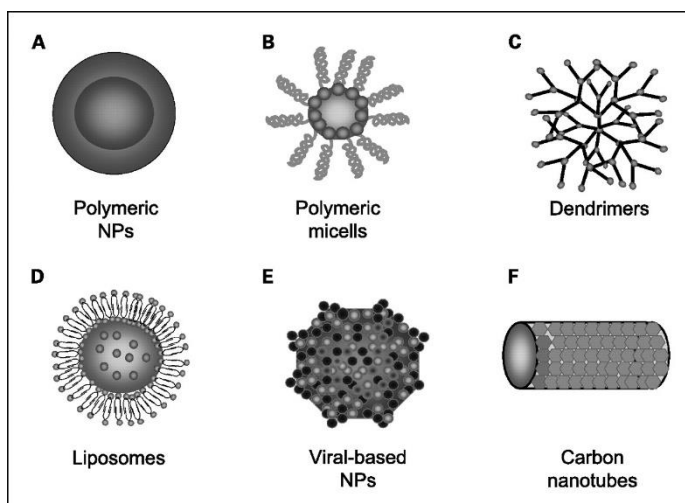 A
B
C
Polymeric
NPs
Polymeric
micells
Dendrimers
D
E
F
Liposomes
Viral-based
NPs
Carbon
nanotubes